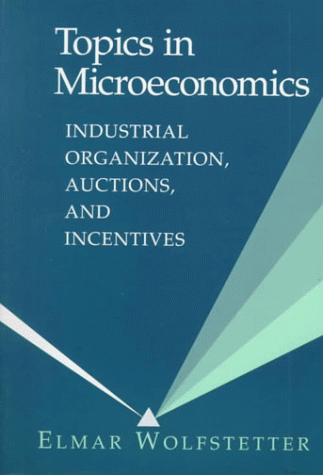 Topics in
Microeconomics
INDUSTRIAL
ORGANIZATION,
AUCTIONS,
AND
INCENTIVES
ELMAR WOLFSTETTER